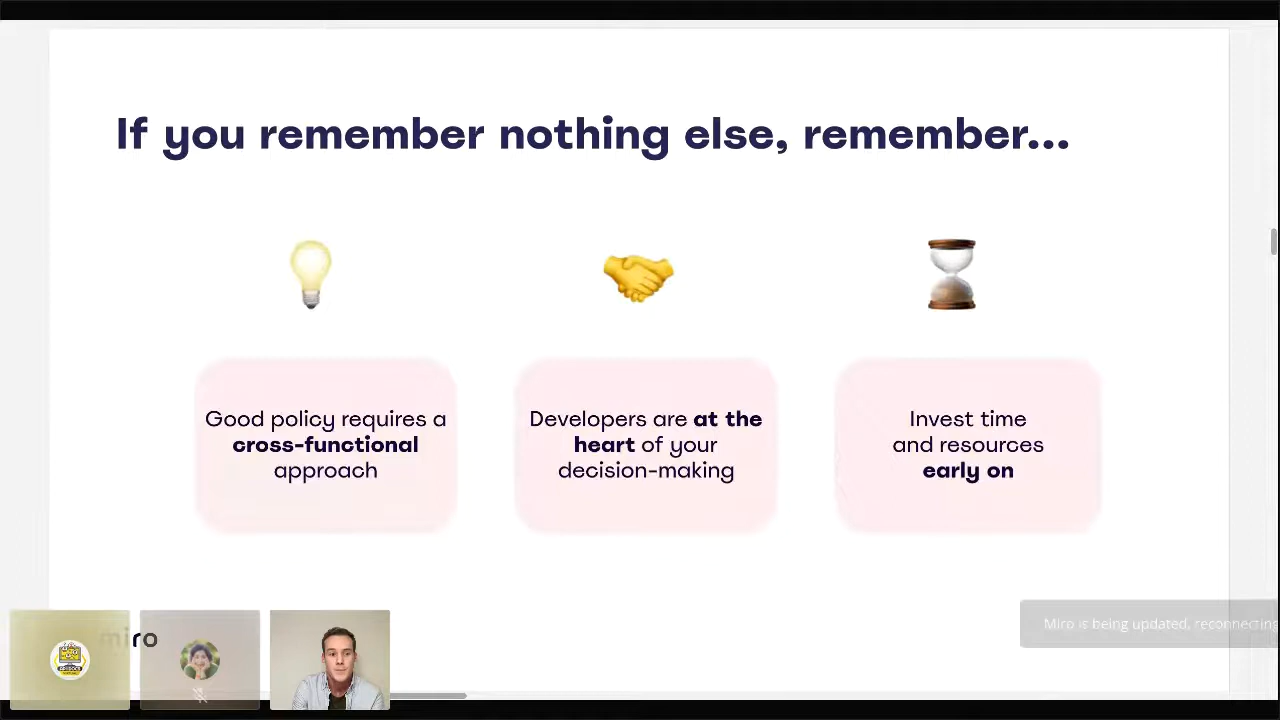 If you remember nothing else, remember...
Good policy requires a
cross-functional
approach
Developers are at the
heart of your
decision-making
Invest time
and resources
early on
miro
Miro is being updated, reconnecting